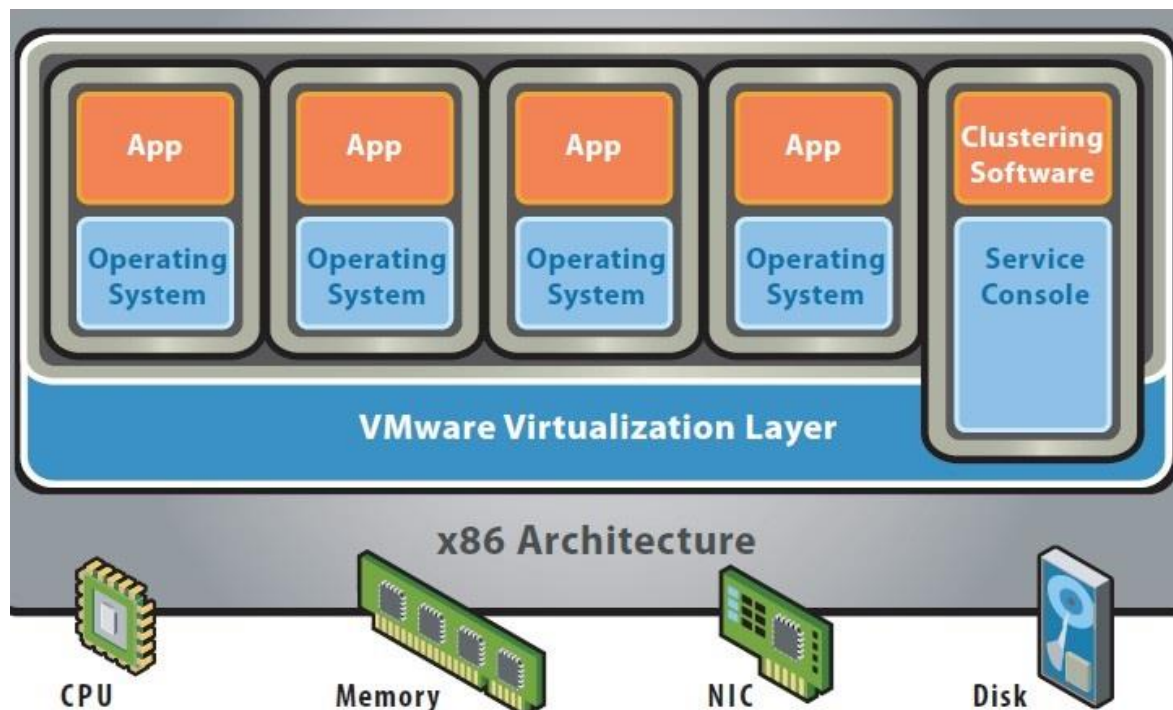 App
App
App
App
Clustering
Software
Operating
System
Operating
System
Operating
System
Operating
System
Service
Console
VMware Virtualization Layer
x86 Architecture
CPU
Memory
NIC
Disk